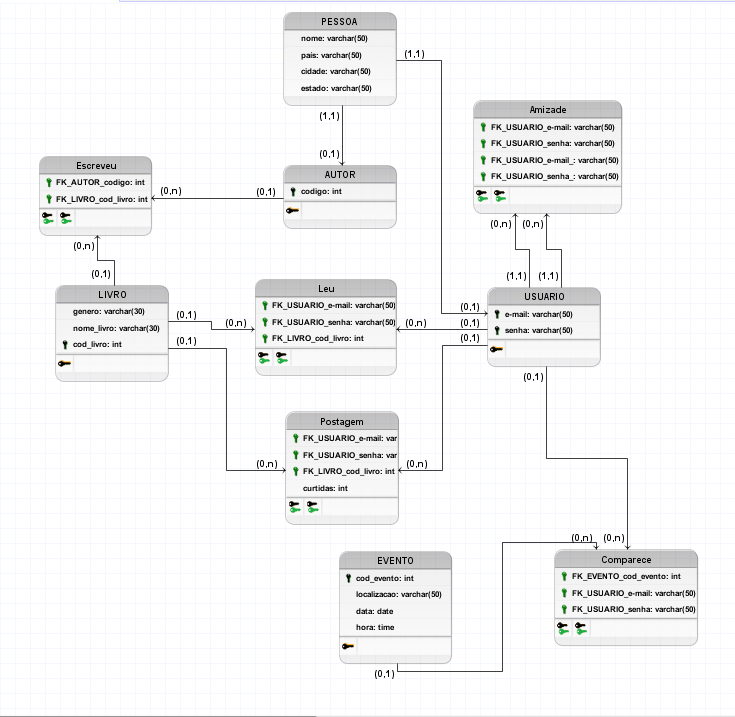 PESSOA
nome: varchar(50)
pais: varchar(50)
cidade: varchar(50)
estado: varchar(50)
(1,1)
(1,1)
(0,1)
Amizade
FK_USUARIO_e-mail: varchar(50)
FK_USUARIO_senha: varchar(50)
FK_USUARIO_e-mail_: varchar(50)
FK_USUARIO_senha_: varchar(50)
(0,n)
(0,n)
(1,1)
(1,1)
Escreveu
FK_AUTOR_codigo: int
FK_LIVRO_cod_livro: int
(0,n)
(0,1)
AUTOR
codigo: int
(0,n)
(0,1)
LIVRO
genero: varchar(30)
nome_livro: varchar(30)
cod_livro: int
(0,1)
(0,n)
(0,1)
Leu
FK_USUARIO_e-mail: varchar(50)
FK_USUARIO_senha: varchar(50)
FK_LIVRO_cod_livro: int
(0,n)
(0,1)
(0,1)
(0,1)
USUARIO
e-mail: varchar(50)
senha: varchar(50)
(0,1)
Postagem
FK_USUARIO_e-mail: var
FK_USUARIO_senha: var
FK_LIVRO_cod_livro: int
curtidas: int
(0,n)
(0,n)
EVENTO
cod_evento: int
localizacao: varchar(50)
data: date
hora: time
(0,1)
(0,n)
(0,n)
Comparece
FK_EVENTO_cod_evento: int
FK_USUARIO_e-mail: varchar(50)
FK_USUARIO_senha: varchar(50)